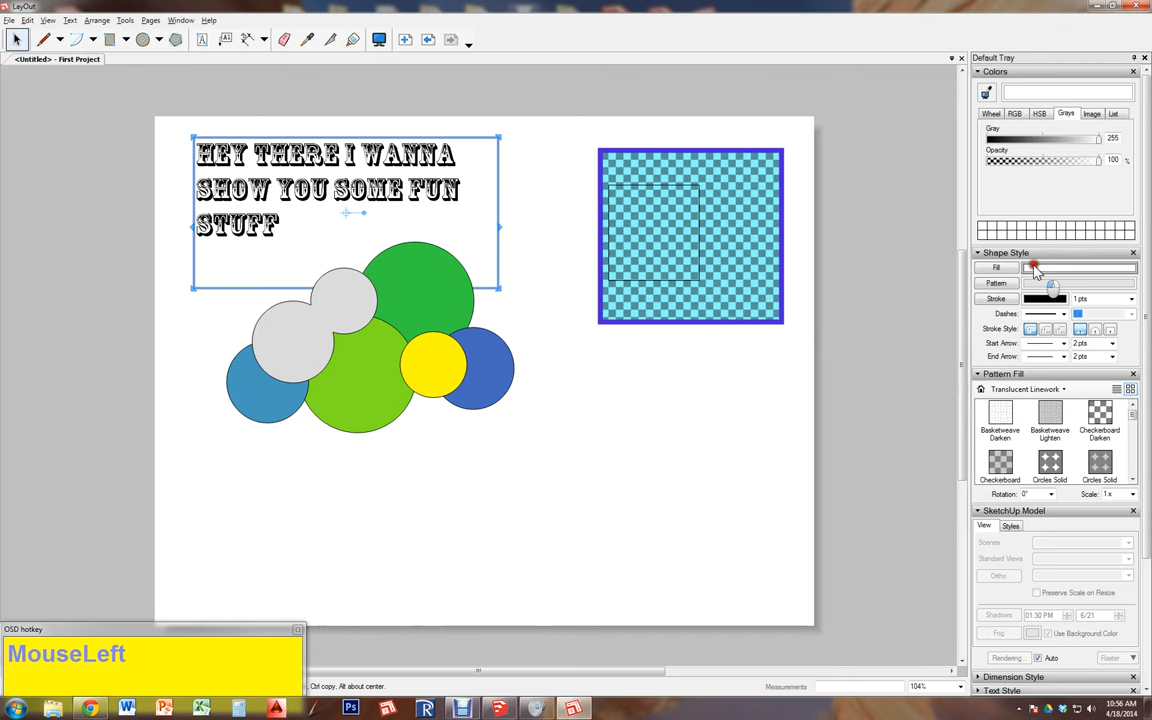 LayOut
File Edit View Text Arrange Tools Pages Window Help
<Untitled> - First Project
HEY THERE I WANNA
SHOW YOU SOME FUN
STUFF
Default Tray
Colors
Wheel RGB HSB Grays Image List
Gray
255
Opacity
100 %
Shape Style
Fill
Pattern
Stroke 1 pts
Dashes:
Stroke Style:
Start Arrow: 2 pts
End Arrow: 2 pts
Pattern Fill
Translucent Linework
Basketweave Darken
Basketweave Lighten
Checkerboard Darken
Checkerboard
Circles Solid
Circles Solid
Rotation: 0° Scale: 1x
SketchUp Model
View Styles
Scenes
Standard Views
Ortho
Preserve Scale on Resize
Shadows 01:30 PM 6/21
Fog Use Background Color
Rendering... Auto Raster
Dimension Style
Text Style
OSD hotkey
MouseLeft
Ctrl copy, Alt about center.
Measurements 104%
10:56 AM
4/18/2014